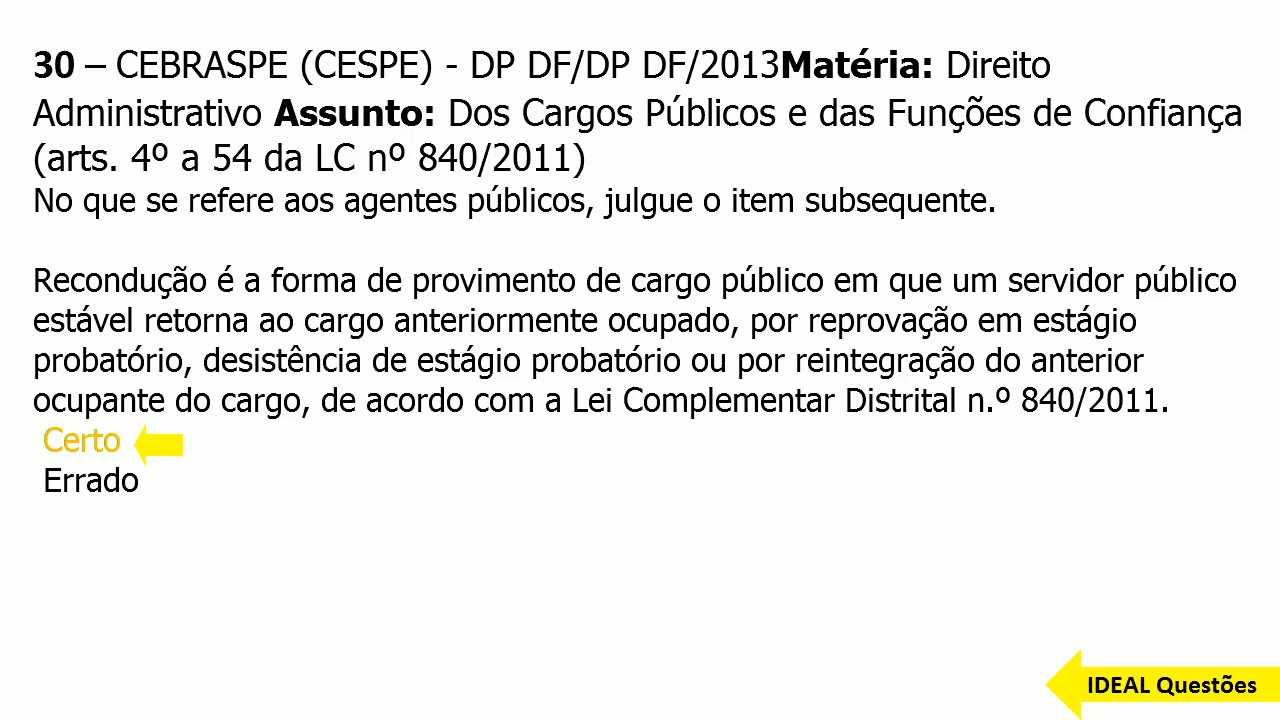 30 – CEBRASPE (CESPE) - DP DF/DP DF/2013Matéria: Direito
Administrativo Assunto: Dos Cargos Públicos e das Funções de Confiança
(arts. 4º a 54 da LC nº 840/2011)
No que se refere aos agentes públicos, julgue o item subsequente.
Recondução é a forma de provimento de cargo público em que um servidor público
estável retorna ao cargo anteriormente ocupado, por reprovação em estágio
probatório, desistência de estágio probatório ou por reintegração do anterior
ocupante do cargo, de acordo com a Lei Complementar Distrital n.º 840/2011.
Certo
Errado
IDEAL Questões